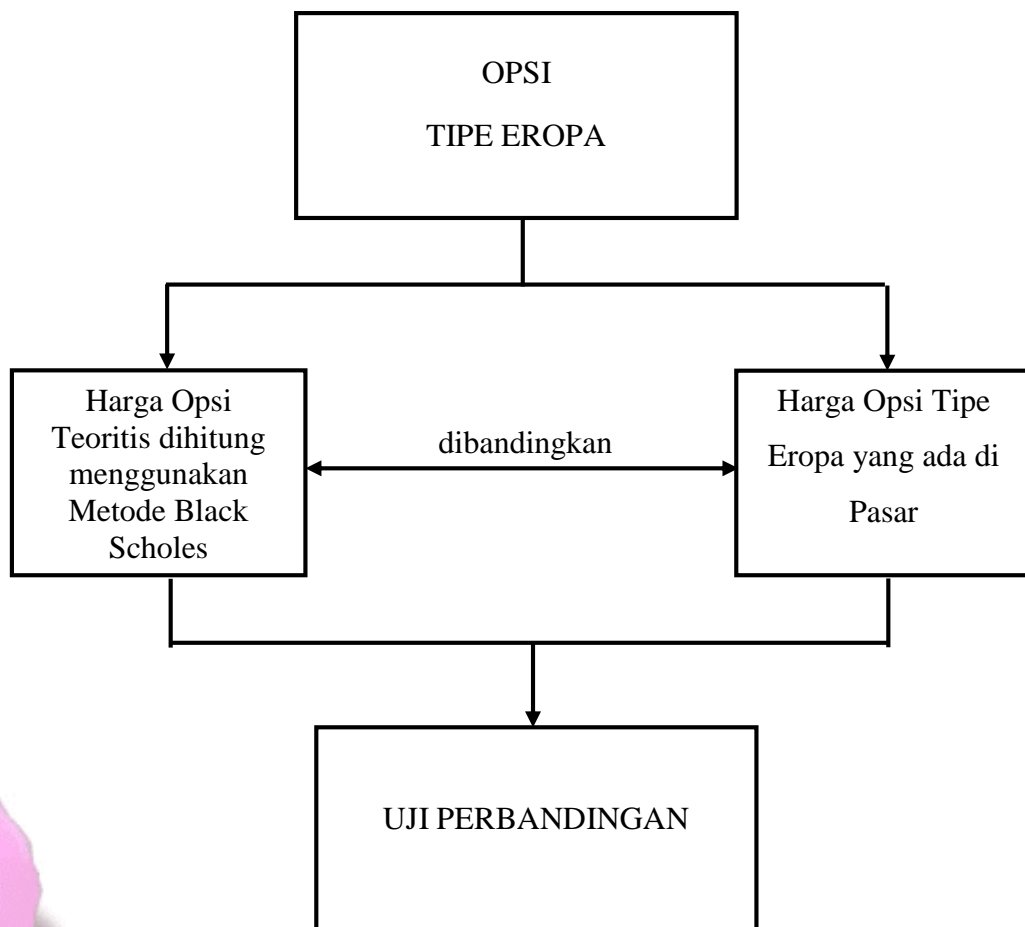 OPSI
TIPE EROPA
Harga Opsi
Teoritis dihitung
menggunakan
Metode Black
Scholes
dibandingkan
Harga Opsi Tipe
Eropa yang ada di
Pasar
UJI PERBANDINGAN